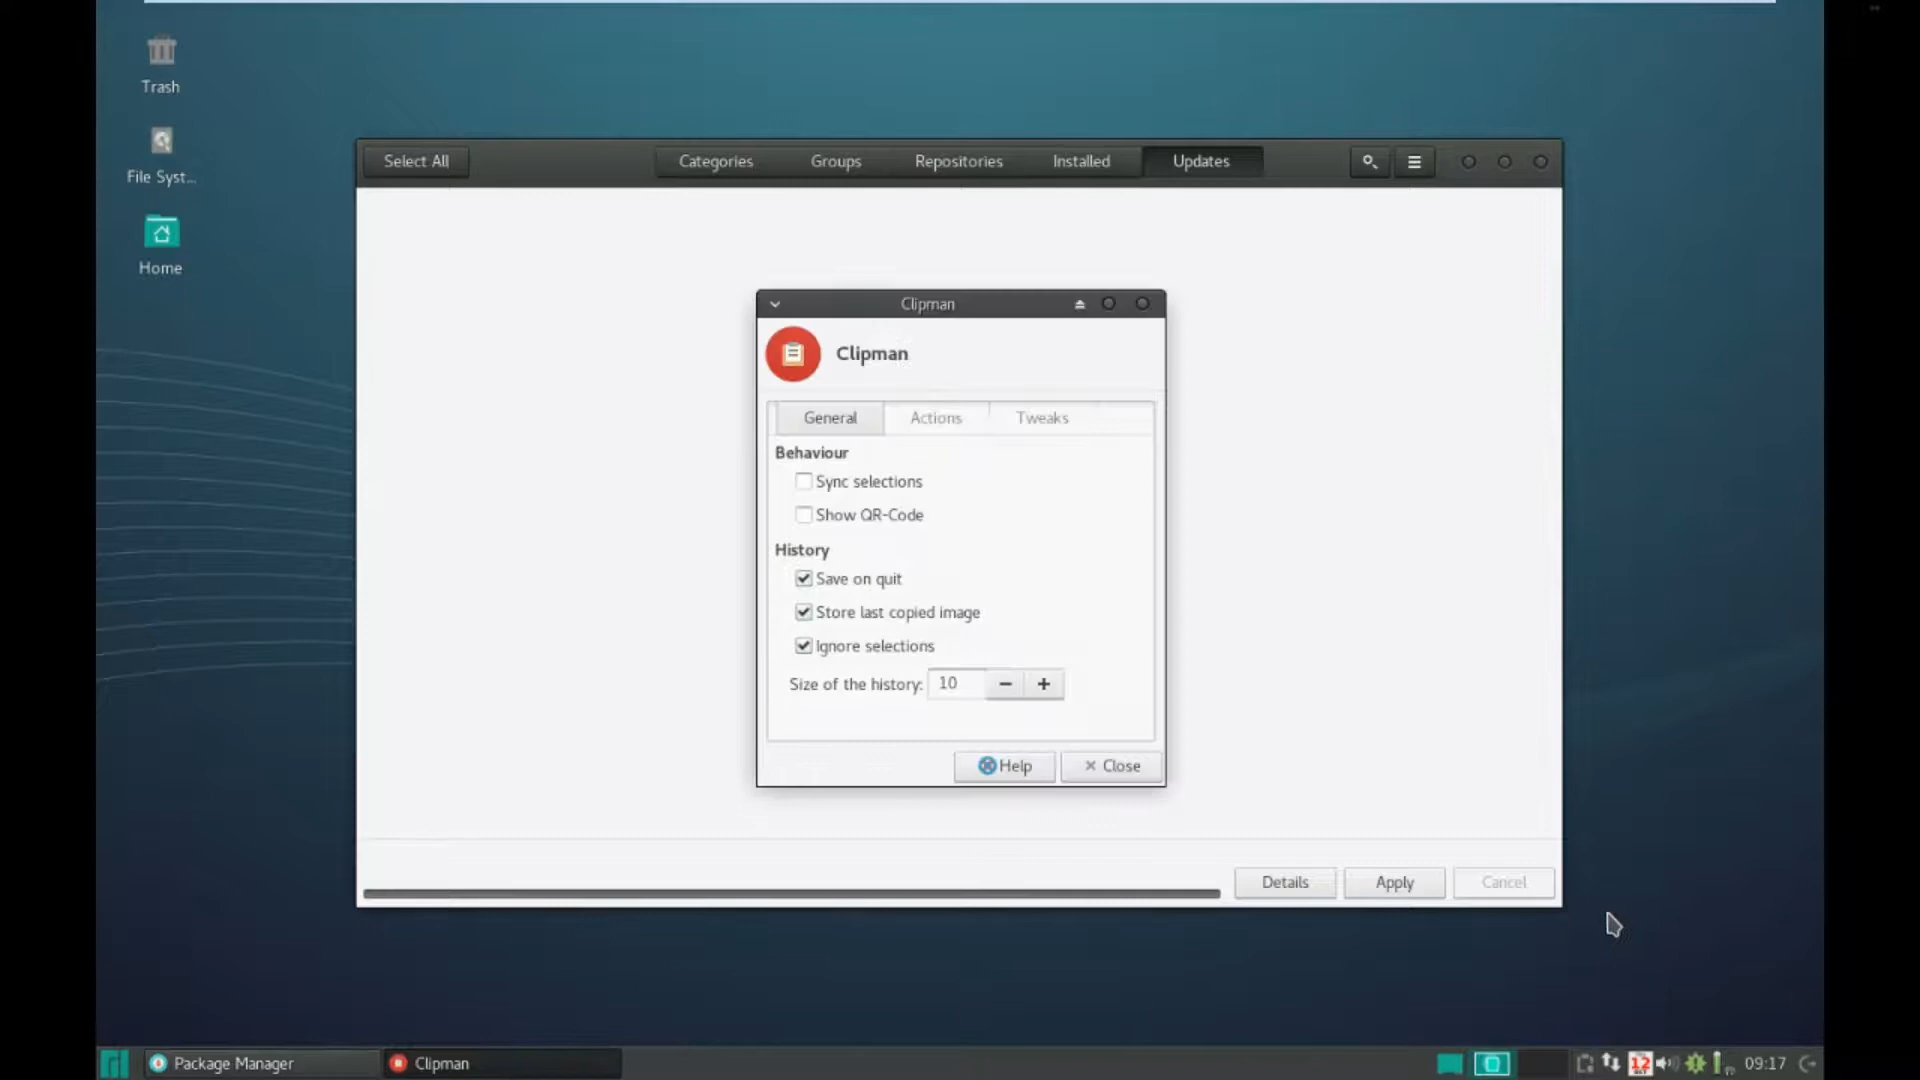 Trash
File Syst...
Home
Select All
Categories
Groups
Repositories
Installed
Updates
Clipman
Clipman
General
Actions
Tweaks
Behaviour
Sync selections
Show QR-Code
History
Save on quit
Store last copied image
Ignore selections
Size of the history: 10
Help
Close
Details
Apply
Cancel
Package Manager
Clipman
12
09:17